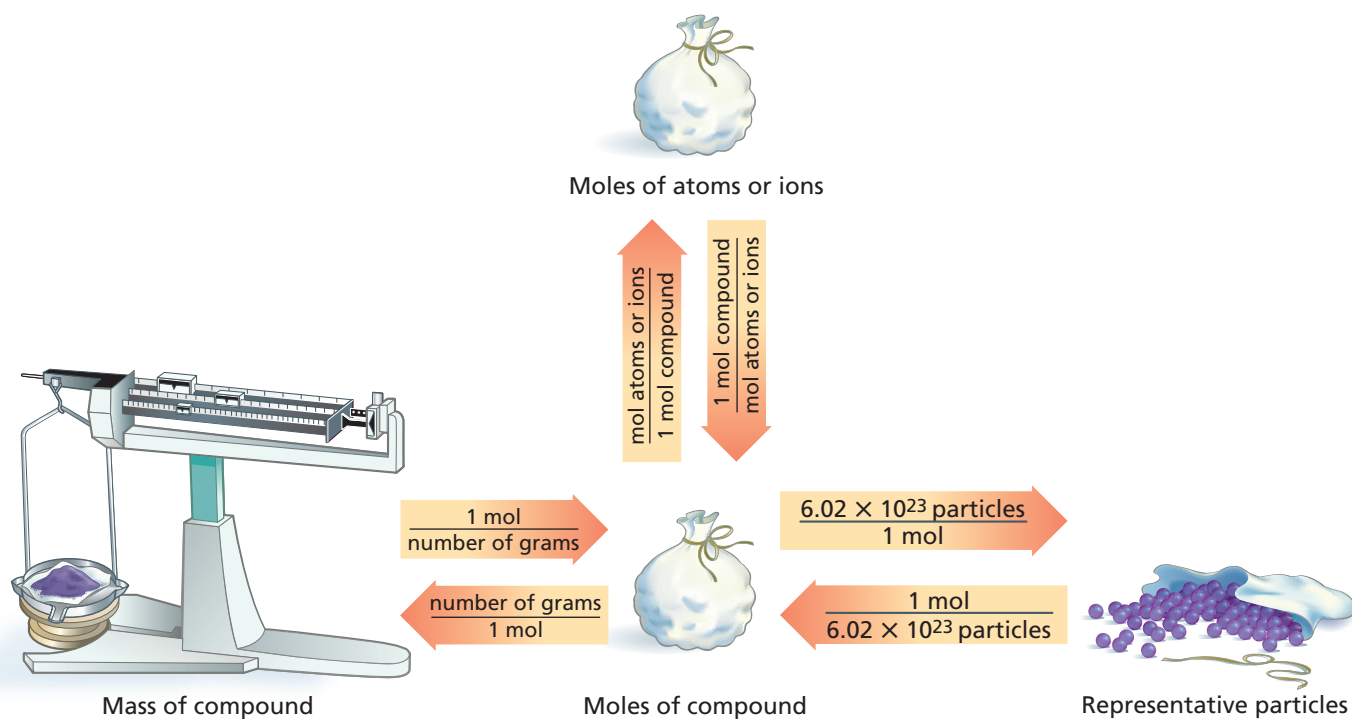 Moles of atoms or ions
mol atoms or ions
1 mol compound
1 mol compound
mol atoms or ions
1 mol
number of grams
6.02 × 10²³ particles
1 mol
number of grams
1 mol
1 mol
6.02 × 10²³ particles
Mass of compound
Moles of compound
Representative particles